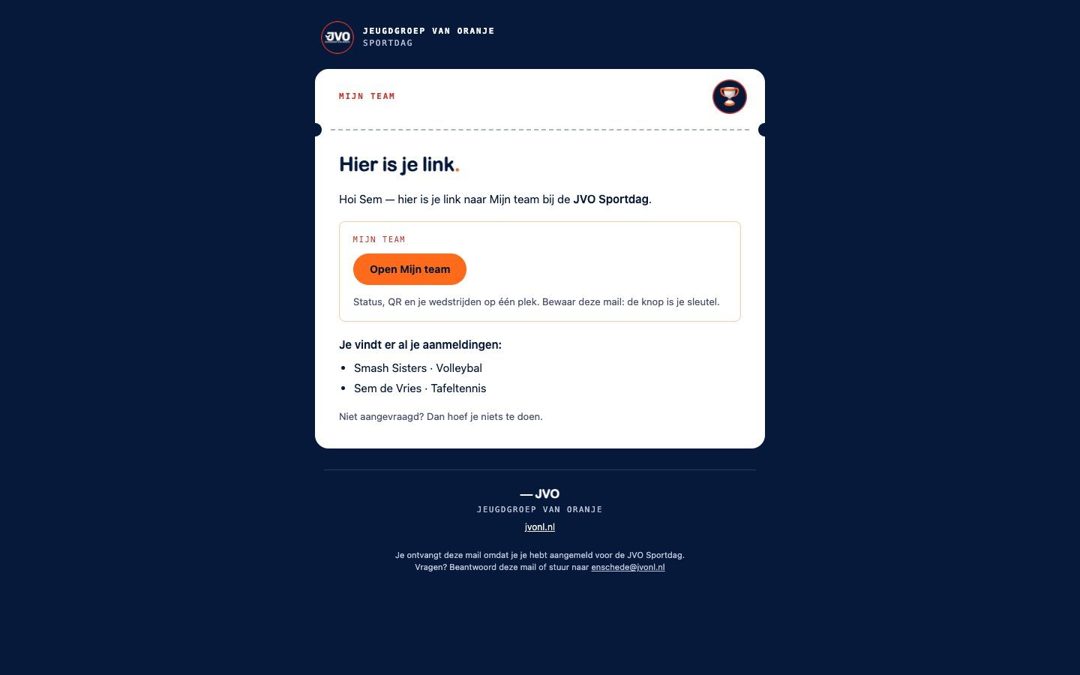 JVO
JEUGDGROEP VAN ORANJE
SPORTDAG
MIJN TEAM
Hier is je link.
Hoi Sem — hier is je link naar Mijn team bij de JVO Sportdag.
MIJN TEAM
Open Mijn team
Status, QR en je wedstrijden op één plek. Bewaar deze mail: de knop is je sleutel.
Je vindt er al je aanmeldingen:
• Smash Sisters · Volleybal
• Sem de Vries · Tafeltennis
Niet aangevraagd? Dan hoef je niets te doen.
— JVO
JEUGDGROEP VAN ORANJE
jvonl.nl
Je ontvangt deze mail omdat je je hebt aangemeld voor de JVO Sportdag.
Vragen? Beantwoord deze mail of stuur naar enschede@jvonl.nl